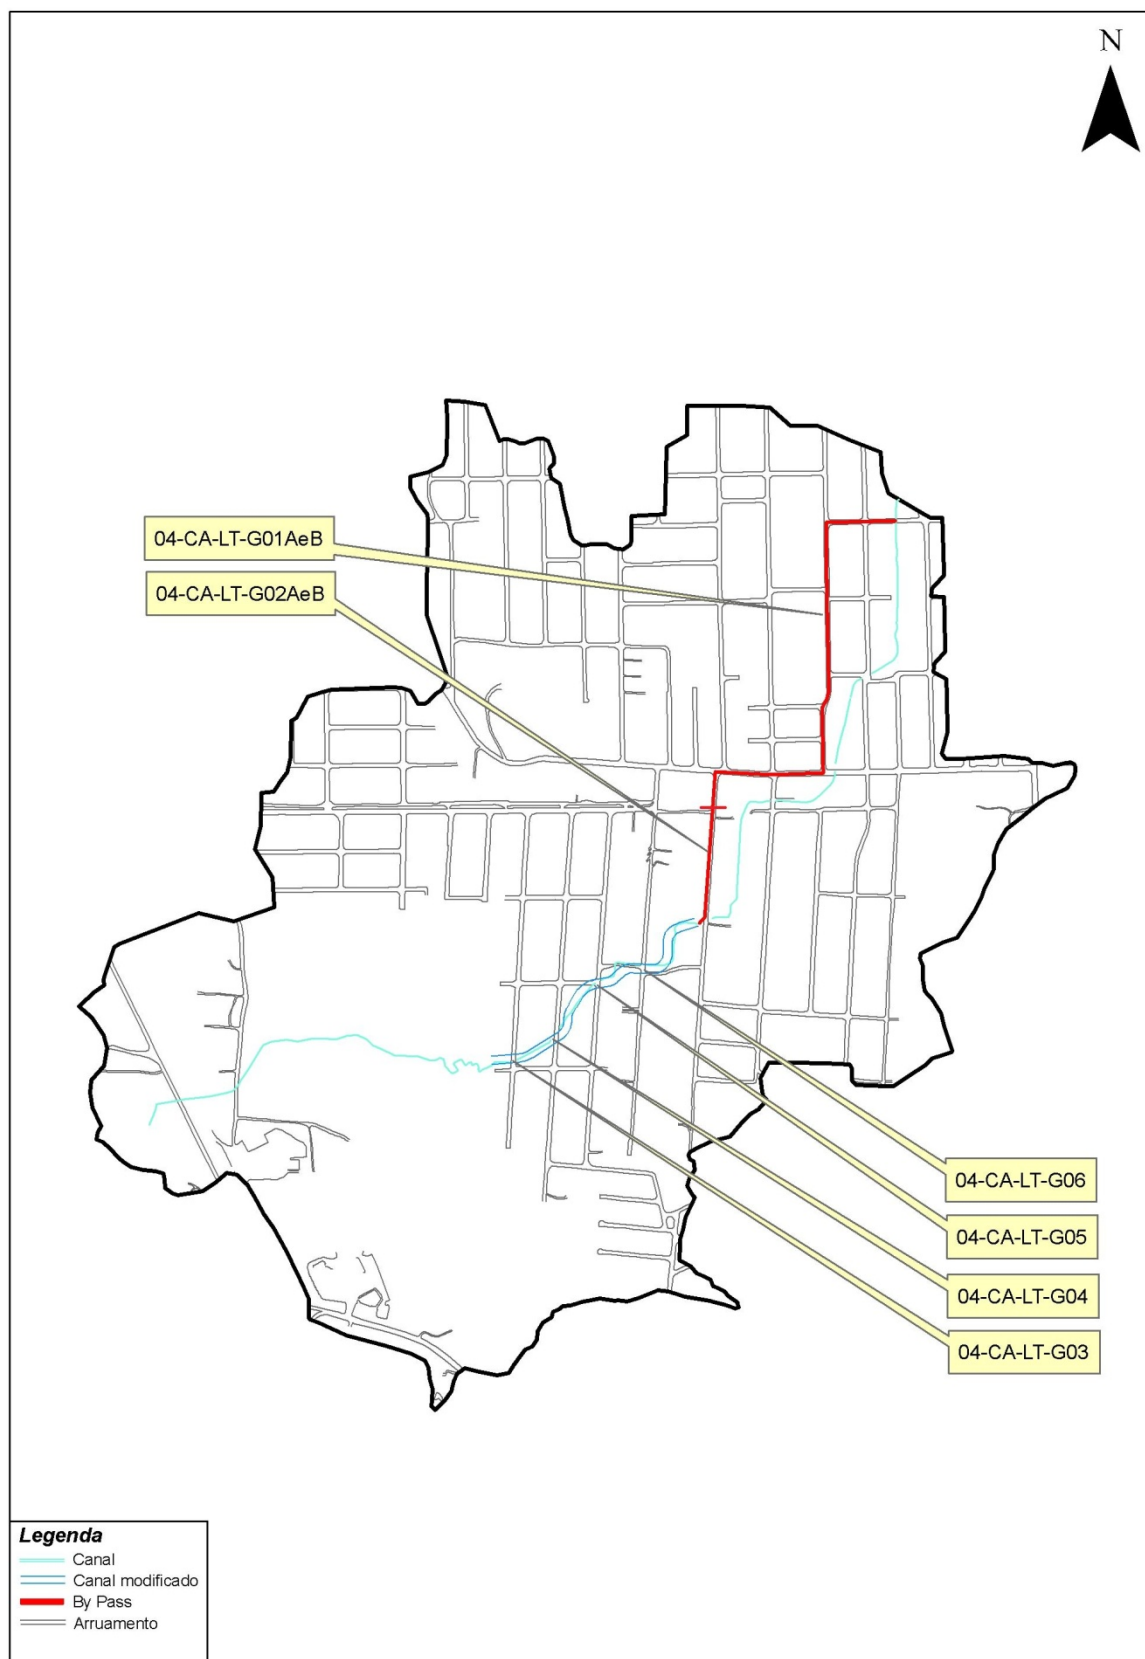 N
04-CA-LT-G01AeB
04-CA-LT-G02AeB
04-CA-LT-G06
04-CA-LT-G05
04-CA-LT-G04
04-CA-LT-G03
Legenda
Canal
Canal modificado
By Pass
Arruamento